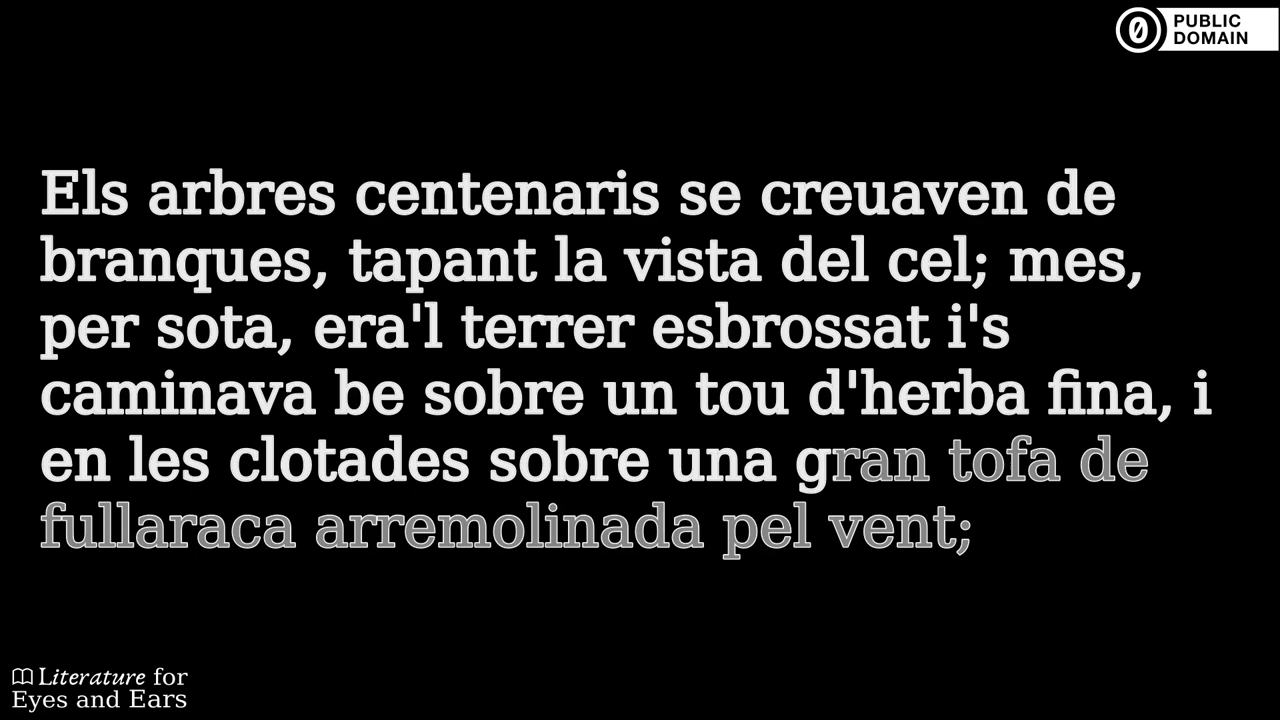 PUBLIC
DOMAIN
Els arbres centenaris se creuaven de
branques, tapant la vista del cel; mes,
per sota, era'l terrer esbrossat i's
caminava be sobre un tou d'herba fina, i
en les clotades sobre una gran tofa de
fullaraca arremolinada pel vent;
Literature for
Eyes and Ears